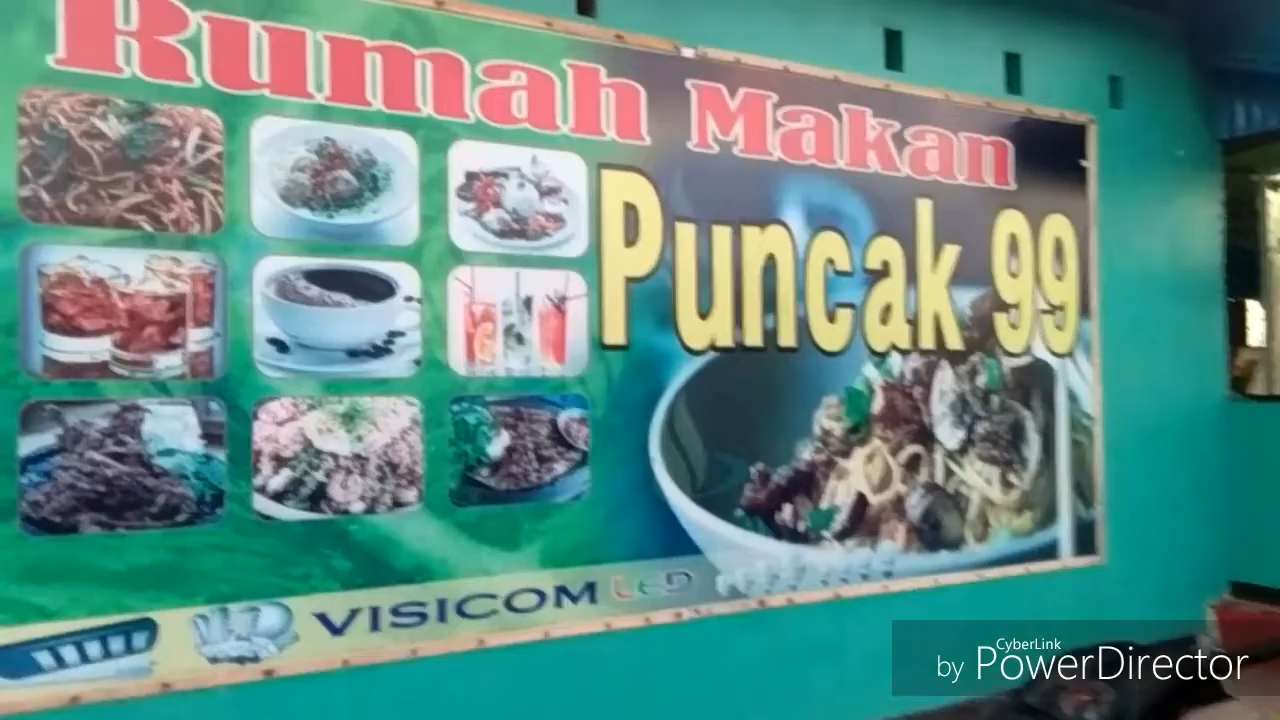 Rumah Makan
Puncak 99
VISICOM LED
CyberLink
by PowerDirector